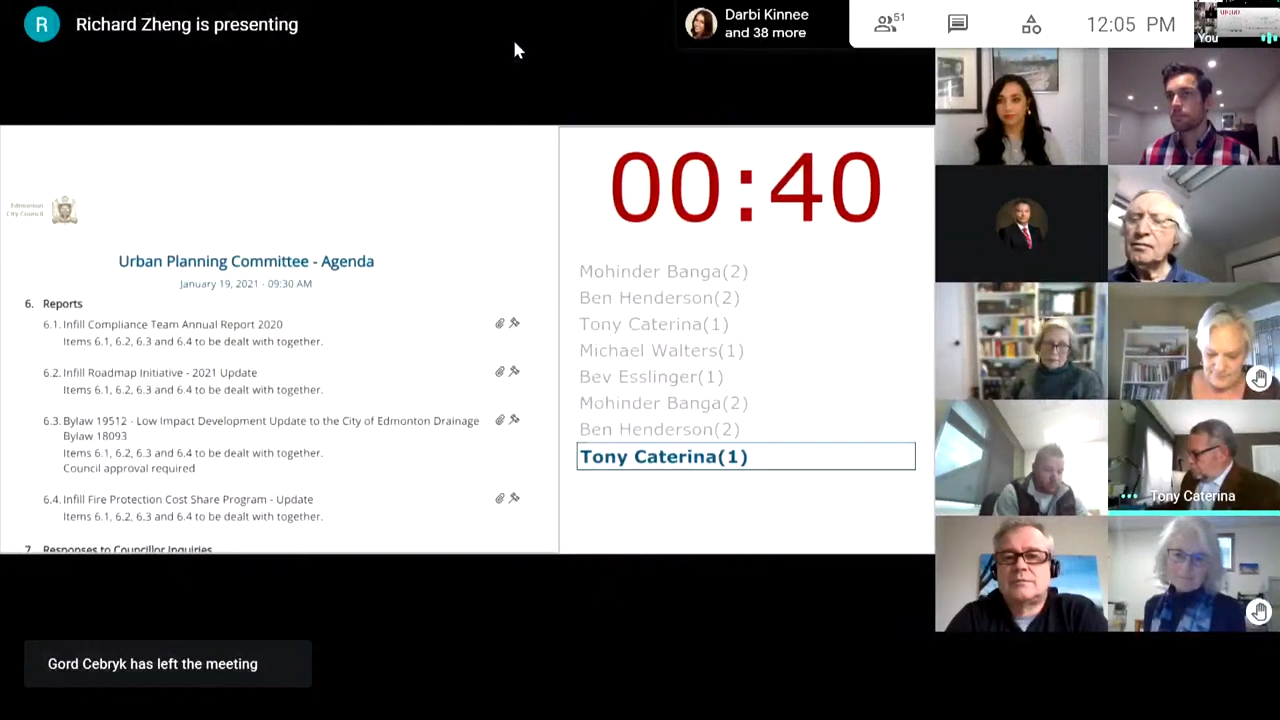 R
Richard Zheng is presenting
Darbi Kinnee
and 38 more
51
12:05 PM
You
Edmonton
City Council
Urban Planning Committee - Agenda
January 19, 2021 - 09:30 AM
6. Reports
6.1. Infill Compliance Team Annual Report 2020
Items 6.1, 6.2, 6.3 and 6.4 to be dealt with together.
6.2. Infill Roadmap Initiative - 2021 Update
Items 6.1, 6.2, 6.3 and 6.4 to be dealt with together.
6.3. Bylaw 19512 - Low Impact Development Update to the City of Edmonton Drainage
Bylaw 18093
Items 6.1, 6.2, 6.3 and 6.4 to be dealt with together.
Council approval required
6.4. Infill Fire Protection Cost Share Program - Update
Items 6.1, 6.2, 6.3 and 6.4 to be dealt with together.
7. Responses to Councillor Inquiries
00:40
Mohinder Banga(2)
Ben Henderson(2)
Tony Caterina(1)
Michael Walters(1)
Bev Esslinger(1)
Mohinder Banga(2)
Ben Henderson(2)
Tony Caterina(1)
Tony Caterina
Gord Cebryk has left the meeting